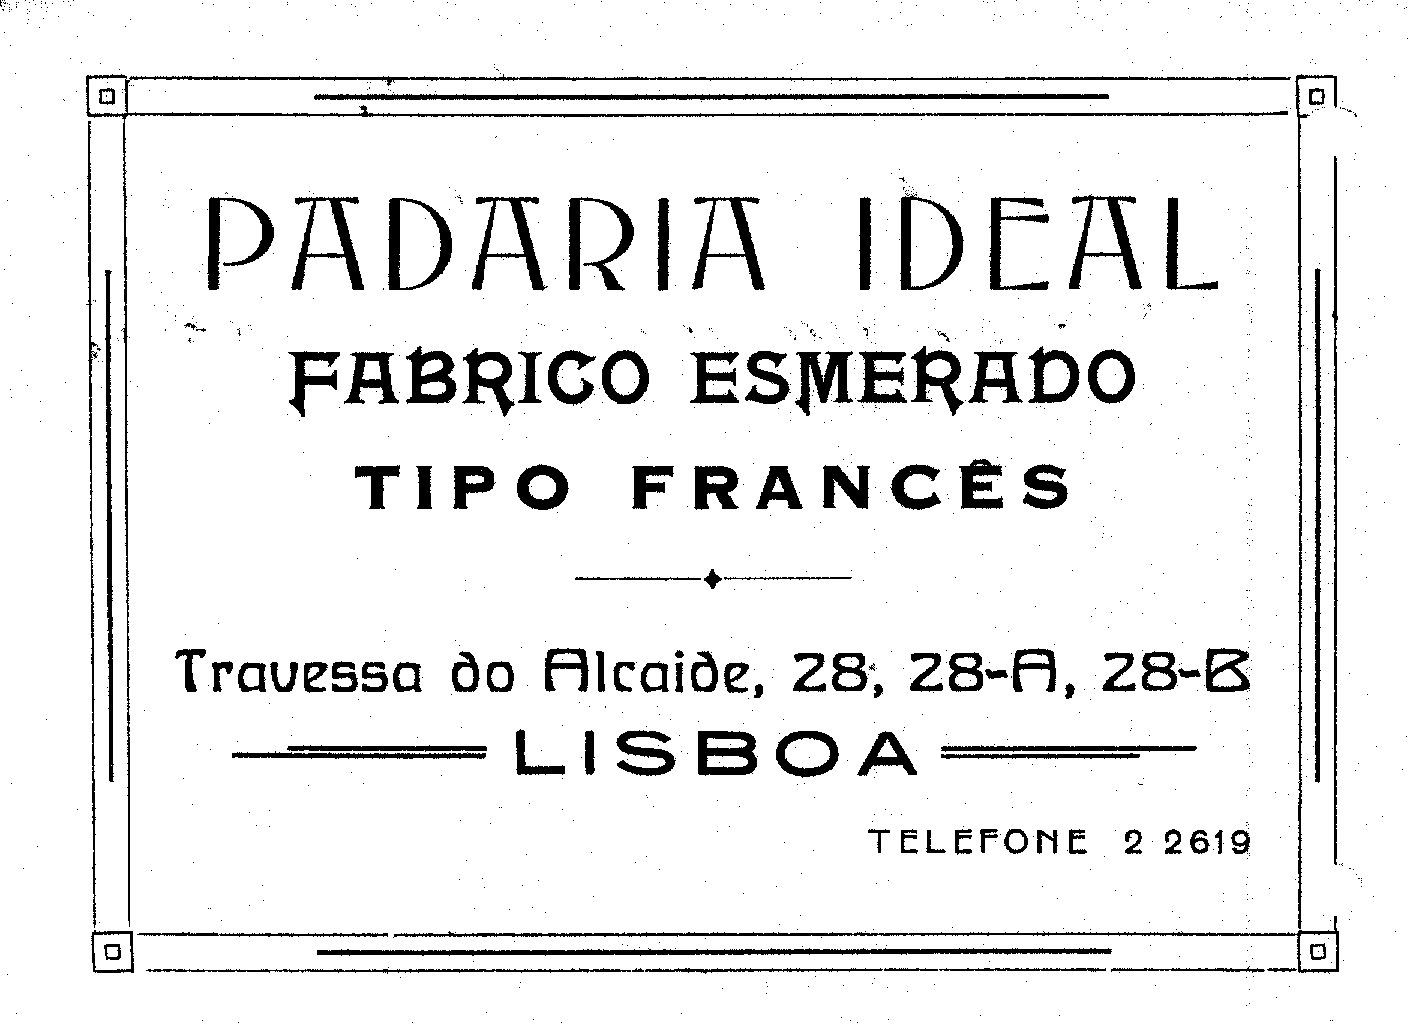 PADARIA IDEAL
FABRICO ESMERADO
TIPO FRANCÊS
Travessa do Alcaide, 28, 28-A, 28-B
LISBOA
TELEFONE 2 2619